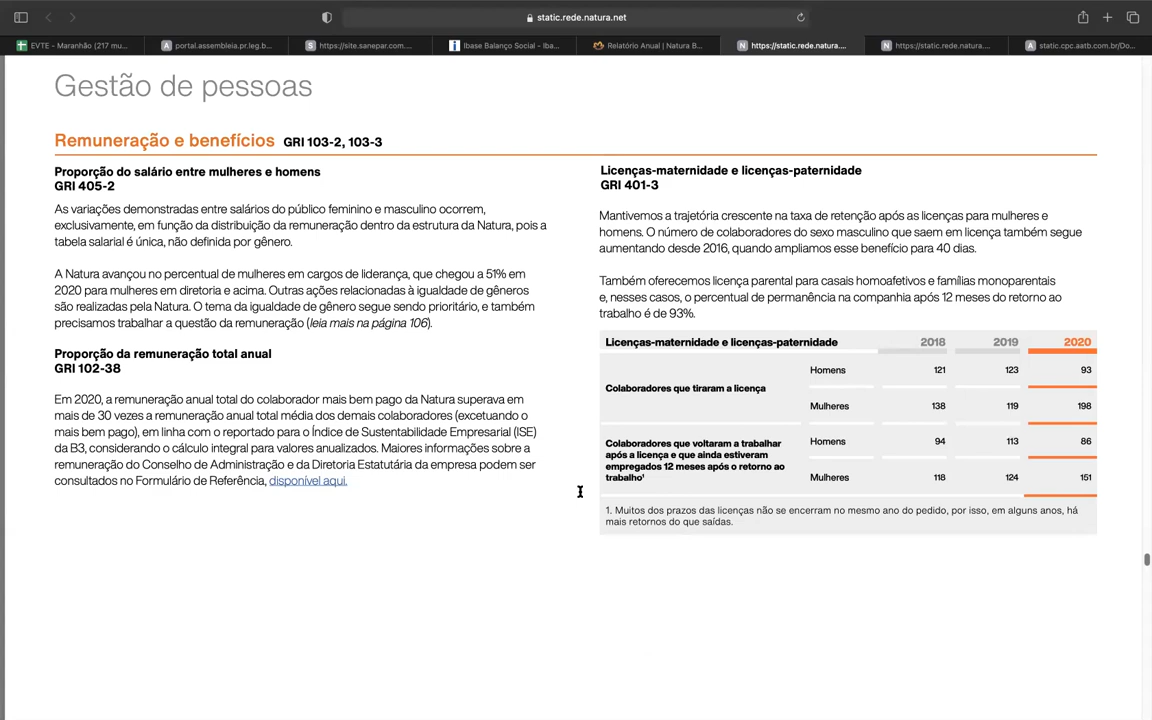 static.rede.natura.net
EVTE - Maranhão (217 mu...
portal.assembleia.pr.leg.b...
https://site.sanepar.com....
Ibase Balanço Social - Iba...
Relatório Anual | Natura B...
https://static.rede.natura....
https://static.rede.natura....
static.cpc.aatb.com.br/Do...
Gestão de pessoas
Remuneração e benefícios GRI 103-2, 103-3
Proporção do salário entre mulheres e homens
GRI 405-2
As variações demonstradas entre salários do público feminino e masculino ocorrem,
exclusivamente, em função da distribuição da remuneração dentro da estrutura da Natura, pois a
tabela salarial é única, não definida por gênero.
A Natura avançou no percentual de mulheres em cargos de liderança, que chegou a 51% em
2020 para mulheres em diretoria e acima. Outras ações relacionadas à igualdade de gêneros
são realizadas pela Natura. O tema da igualdade de gênero segue sendo prioritário, e também
precisamos trabalhar a questão da remuneração (leia mais na página 106).
Proporção da remuneração total anual
GRI 102-38
Em 2020, a remuneração anual total do colaborador mais bem pago da Natura superava em
mais de 30 vezes a remuneração anual total média dos demais colaboradores (excetuando o
mais bem pago), em linha com o reportado para o Índice de Sustentabilidade Empresarial (ISE)
da B3, considerando o cálculo integral para valores anualizados. Maiores informações sobre a
remuneração do Conselho de Administração e da Diretoria Estatutária da empresa podem ser
consultados no Formulário de Referência, disponível aqui.
Licenças-maternidade e licenças-paternidade
GRI 401-3
Mantivemos a trajetória crescente na taxa de retenção após as licenças para mulheres e
homens. O número de colaboradores do sexo masculino que saem em licença também segue
aumentando desde 2016, quando ampliamos esse benefício para 40 dias.
Também oferecemos licença parental para casais homoafetivos e famílias monoparentais
e, nesses casos, o percentual de permanência na companhia após 12 meses do retorno ao
trabalho é de 93%.
Licenças-maternidade e licenças-paternidade 2018 2019 2020
Colaboradores que tiraram a licença
Homens 121 123 93
Mulheres 138 119 198
Colaboradores que voltaram a trabalhar
após a licença e que ainda estiveram
empregados 12 meses após o retorno ao
trabalho¹
Homens 94 113 86
Mulheres 118 124 151
1. Muitos dos prazos das licenças não se encerram no mesmo ano do pedido, por isso, em alguns anos, há
mais retornos do que saídas.